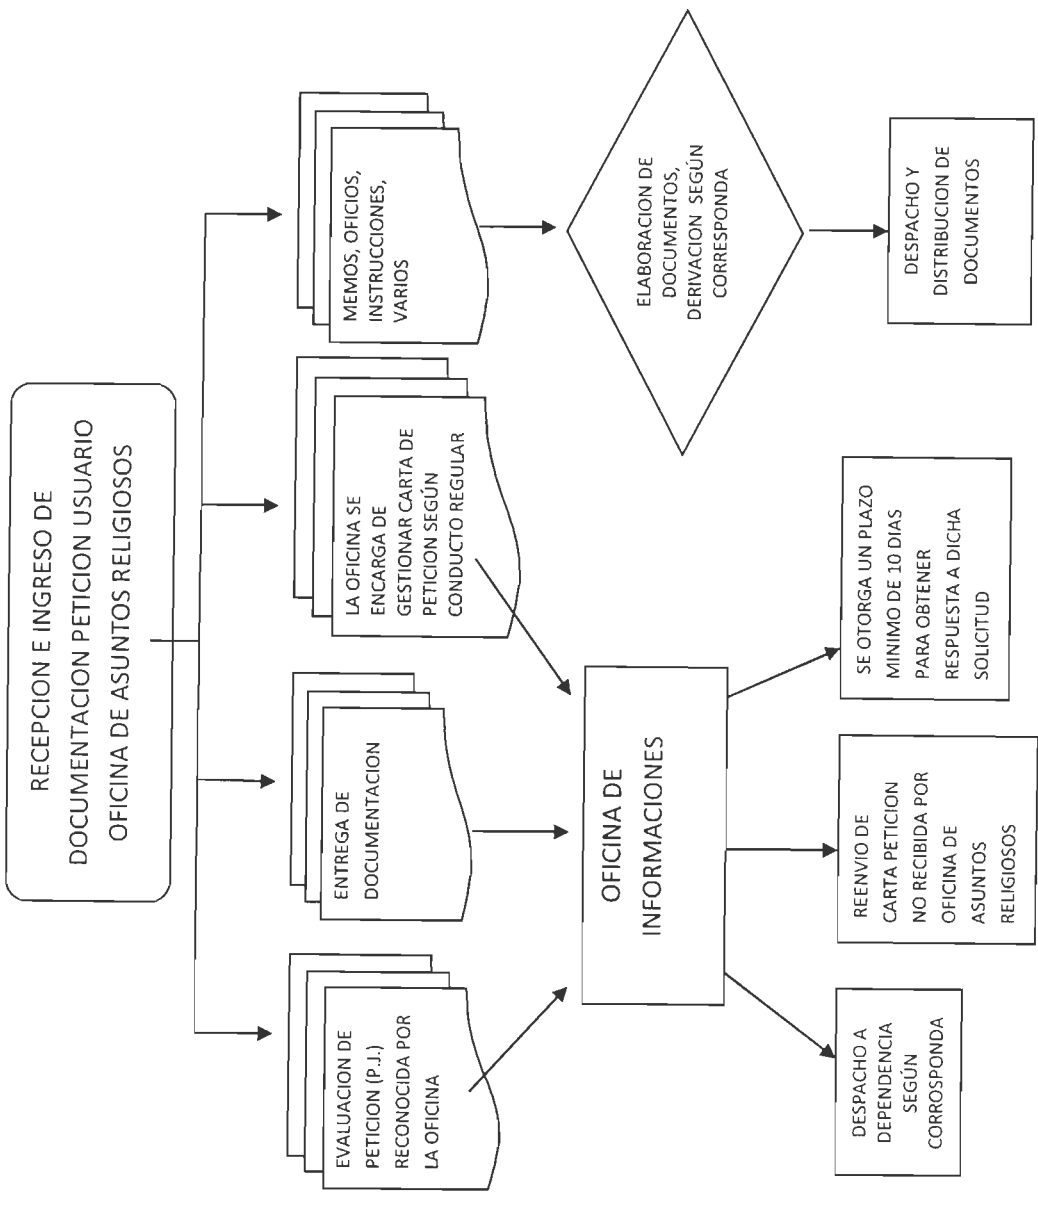 RECEPCION E INGRESO DE
DOCUMENTACION PETICION USUARIO
OFICINA DE ASUNTOS RELIGIOSOS
EVALUACION DE
PETICION (P.J.)
RECONOCIDA POR
LA OFICINA
ENTREGA DE
DOCUMENTACION
LA OFICINA SE
ENCARGA DE
GESTIONAR CARTA DE
PETICION SEGÚN
CONDUCTO REGULAR
MEMOS, OFICIOS,
INSTRUCCIONES,
VARIOS
OFICINA DE
INFORMACIONES
ELABORACION DE
DOCUMENTOS,
DERIVACION SEGÚN
CORRESPONDA
DESPACHO A
DEPENDENCIA
SEGÚN
CORROSPONDA
REENVIO DE
CARTA PETICION
NO RECIBIDA POR
OFICINA DE
ASUNTOS
RELIGIOSOS
SE OTORGA UN PLAZO
MINIMO DE 10 DIAS
PARA OBTENER
RESPUESTA A DICHA
SOLICITUD
DESPACHO Y
DISTRIBUCION DE
DOCUMENTOS